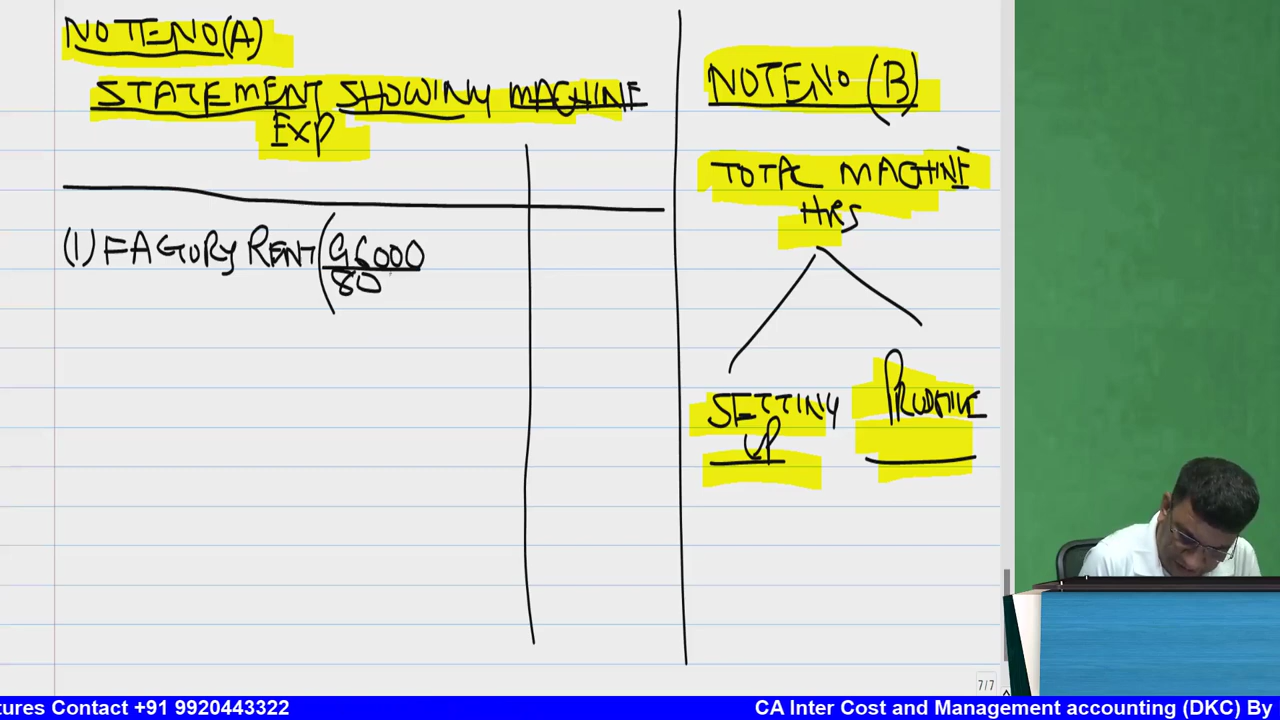 NOTE NO (A)
STATEMENT SHOWING MACHINE
EXP
(1) FACTORY RENT (96000
80
NOTE NO (B)
TOTAL MACHINE
HRS
SETTING
UP
PRODTIVE
7/7
tures Contact +91 9920443322
CA Inter Cost and Management accounting (DKC) By